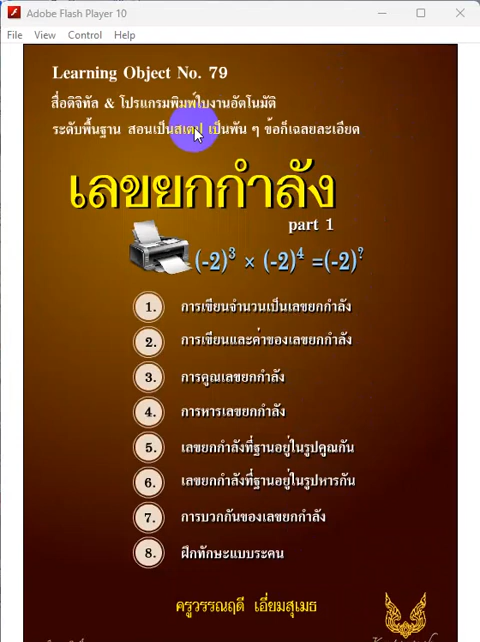 Adobe Flash Player 10
File View Control Help
Learning Object No. 79
สื่อดิจิทัล & โปรแกรมพิมพ์ใบงานอัตโนมัติ
ระดับพื้นฐาน สอนเป็นสเตป เป็นพัน ๆ ข้อก็เฉลยละเอียด
เลขยกกำลัง
part 1
(-2)³ × (-2)⁴ =(-2)?
1. การเขียนจำนวนเป็นเลขยกกำลัง
2. การเขียนและค่าของเลขยกกำลัง
3. การคูณเลขยกกำลัง
4. การหารเลขยกกำลัง
5. เลขยกกำลังที่ฐานอยู่ในรูปคูณกัน
6. เลขยกกำลังที่ฐานอยู่ในรูปหารกัน
7. การบวกกันของเลขยกกำลัง
8. ฝึกทักษะแบบระคน
ครูวรรณฤดี เอี่ยมสุเมธ